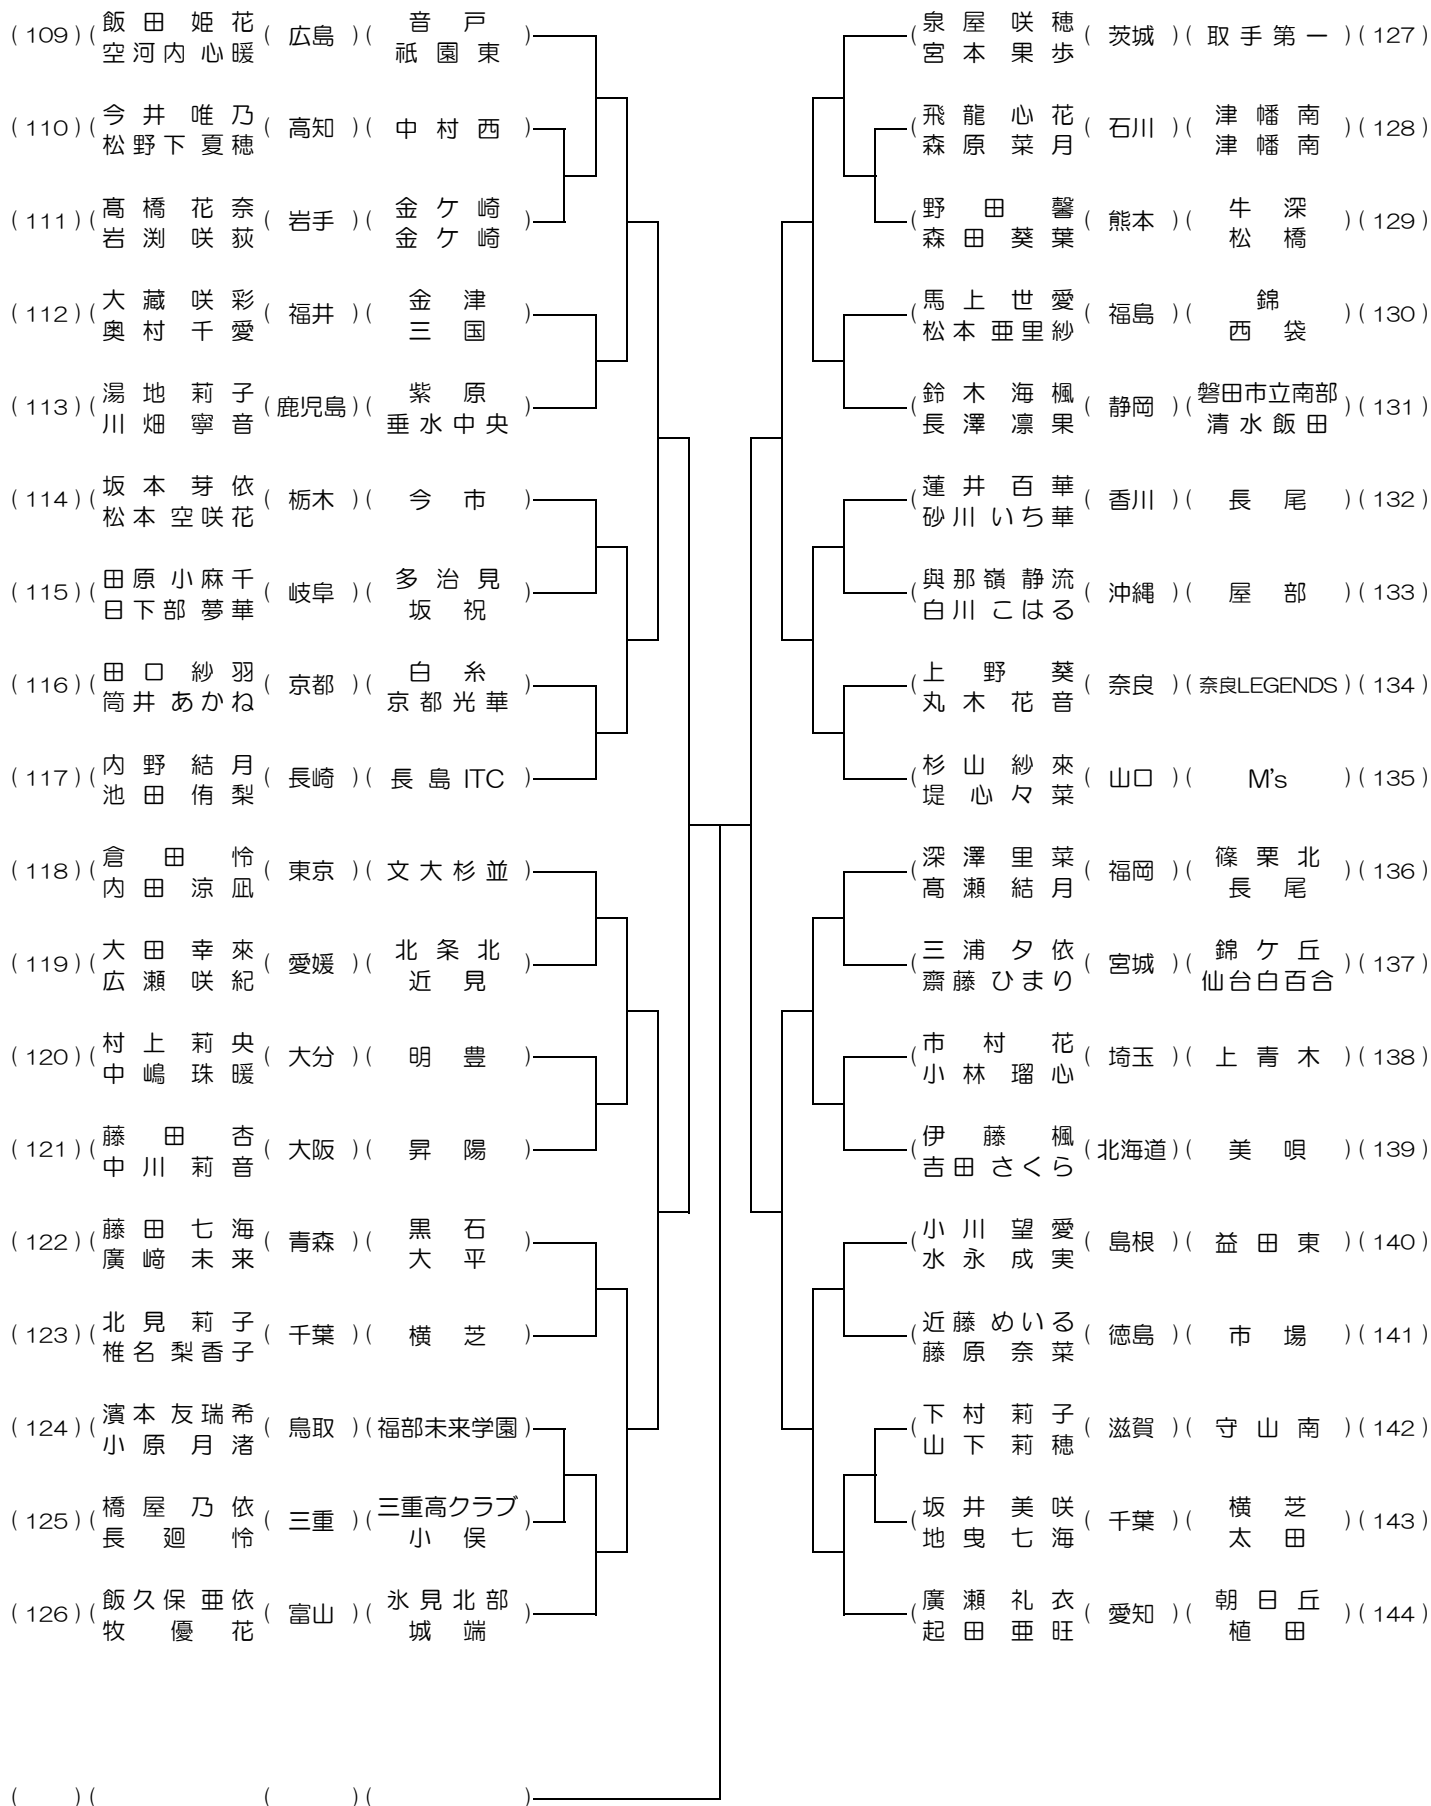 (109)(飯田 姫花 (広島)(音戸)
空河内 心暖 祇園東
(110)(今井 唯乃 (高知)(中村西)
松野下 夏穂
(111)(髙橋 花奈 (岩手)(金ケ崎)
岩渕 咲荻 金ケ崎
(112)(大藏 咲彩 (福井)(金津)
奥村 千愛 三国
(113)(湯地 莉子 (鹿児島)(紫原)
川畑 寧音 垂水中央
(114)(坂本 芽依 (栃木)(今市)
松本 空咲花
(115)(田原 小麻千 (岐阜)(多治見)
日下部 夢華 坂祝
(116)(田口 紗羽 (京都)(白糸)
筒井 あかね 京都光華
(117)(内野 結月 (長崎)(長島ITC)
池田 侑梨
(118)(倉田 怜 (東京)(文大杉並)
内田 涼凪
(119)(大田 幸來 (愛媛)(北条北)
広瀬 咲紀 近見
(120)(村上 莉央 (大分)(明豊)
中嶋 珠暖
(121)(藤田 杏 (大阪)(昇陽)
中川 莉音
(122)(藤田 七海 (青森)(黒石)
廣﨑 未来 大平
(123)(北見 莉子 (千葉)(横芝)
椎名 梨香子
(124)(濱本 友瑞希 (鳥取)(福部未来学園)
小原 月渚
(125)(橋屋 乃依 (三重)(三重高クラブ)
長廻 怜 小俣
(126)(飯久保 亜依 (富山)(氷見北部)
牧 優花 城端
( )( ( )( )
(泉屋 咲穂 (茨城)(取手第一)(127)
宮本 果歩
(飛龍 心花 (石川)(津幡南)(128)
森原 菜月 津幡南
(野田 馨 (熊本)(牛深)(129)
森田 葵葉 松橋
(馬上 世愛 (福島)(錦)(130)
松本 亜里紗 西袋
(鈴木 海楓 (静岡)(磐田市立南部)(131)
長澤 凛果 清水飯田
(蓮井 百華 (香川)(長尾)(132)
砂川 いち華
(與那嶺 静流 (沖縄)(屋部)(133)
白川 こはる
(上野 葵 (奈良)(奈良LEGENDS)(134)
丸木 花音
(杉山 紗來 (山口)(M's)(135)
堤 心々菜
(深澤 里菜 (福岡)(篠栗北)(136)
髙瀬 結月 長尾
(三浦 夕依 (宮城)(錦ケ丘)(137)
齋藤 ひまり 仙台白百合
(市村 花 (埼玉)(上青木)(138)
小林 瑠心
(伊藤 楓 (北海道)(美唄)(139)
吉田 さくら
(小川 望愛 (島根)(益田東)(140)
水永 成実
(近藤 めいる (徳島)(市場)(141)
藤原 奈菜
(下村 莉子 (滋賀)(守山南)(142)
山下 莉穂
(坂井 美咲 (千葉)(横芝)(143)
地曳 七海 太田
(廣瀬 礼衣 (愛知)(朝日丘)(144)
起田 亜旺 植田